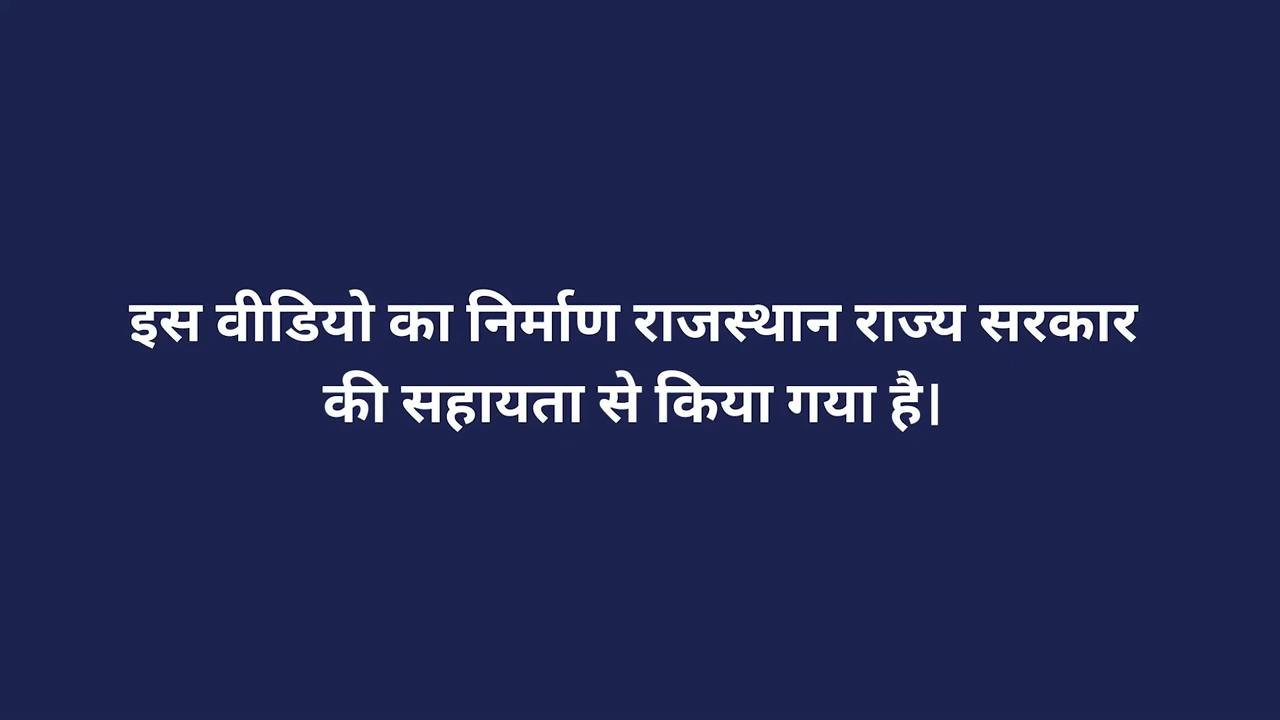 इस वीडियो का निर्माण राजस्थान राज्य सरकार
की सहायता से किया गया है।